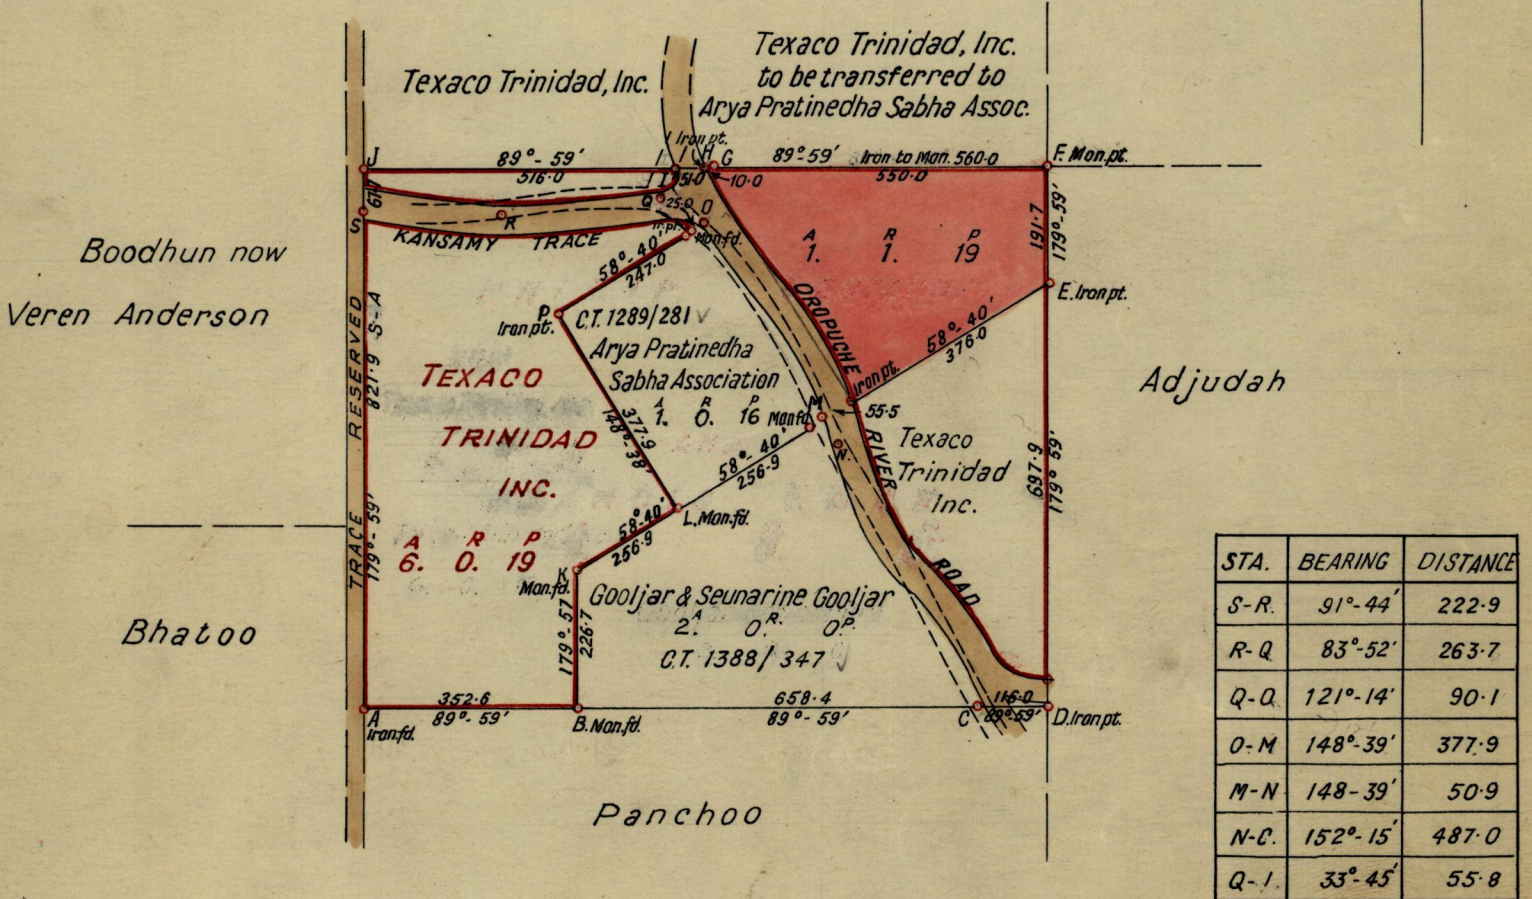 Texaco Trinidad, Inc.
Texaco Trinidad, Inc.
to be transferred to
Arya Pratinedha Sabha Assoc.
J
89°-59'
516.0
Iron pt.
H
G
89°59'
Iron to Mon. 560.0
550.0
F. Mon.pt.
I
51.0
10.0
S
R
Q
25.0
O
Mon.fd.
KANSAMY TRACE
191.7
179°-59'
A R P
1. 1. 19
E. Iron pt.
Boodhun now
Veren Anderson
58°-40'
247.0
P
Iron pt.
C.T. 1289/281
Arya Pratinedha
Sabha Association
A R P
1. 0. 16
Mon.fd.
M
N.
55.5
Iron pt.
58°-40'
376.0
OROPUCHE
RIVER
ROAD
TRACE RESERVED
821.9 S-A
179°-59'
TEXACO
TRINIDAD
INC.
A R P
6. 0. 19
377.9
148°-38'
58°-40'
256.9
L. Mon.fd.
58°-40'
256.9
K
Mon.fd.
179°-57
226.7
Texaco
Trinidad
Inc.
697.9
179° 59'
Adjudah
Gooljar & Seunarine Gooljar
2.A 0.R. 0.P.
C.T. 1388/347
Bhatoo
A
Iron.fd.
352.6
89°-59'
B. Mon.fd.
658.4
89°-59'
C
116.0
89°59'
D. Iron pt.
Panchoo
STA. BEARING DISTANCE
S-R. 91°-44' 222.9
R-Q 83°-52' 263.7
Q-O 121°-14' 90.1
O-M 148°-39' 377.9
M-N 148-39' 50.9
N-C. 152°-15' 487.0
Q-I 33°-45' 55.8